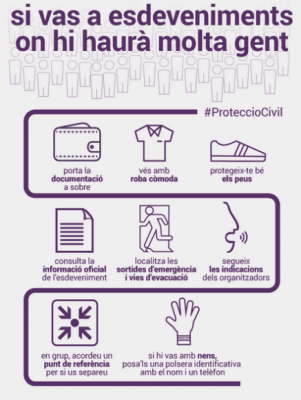 si vas a esdeveniments
on hi haurà molta gent
#ProteccioCivil
porta la
documentació
a sobre
vés amb
roba còmoda
protegeix-te bé
els peus
consulta la
informació oficial
de l'esdeveniment
localitza les
sortides d'emergència
i vies d'evacuació
segueix
les indicacions
dels organitzadors
en grup, acordeu un
punt de referència
per si us separeu
si hi vas amb nens,
posa'ls una polsera identificativa
amb el nom i un telèfon